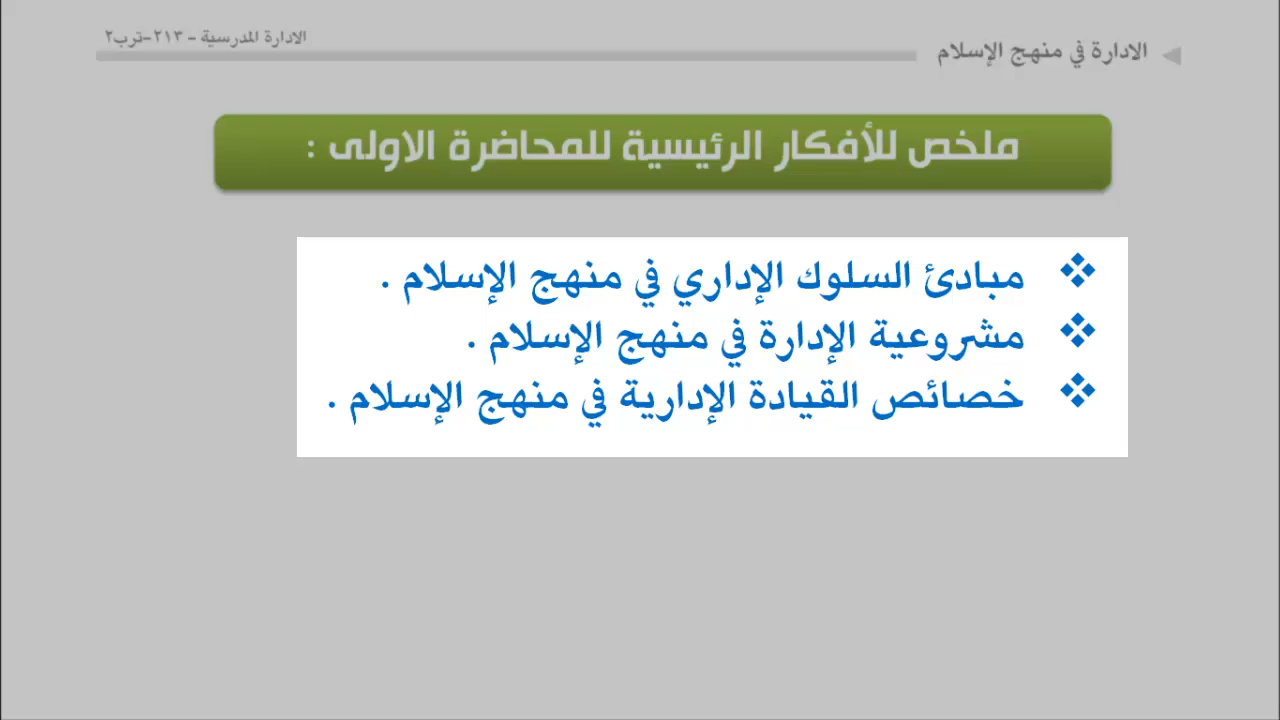 الادارة في منهج الإسلام
الادارة المدرسية - ٢١٣-ترب٢
ملخص للأفكار الرئيسية للمحاضرة الاولى :
❖ مبادئ السلوك الإداري في منهج الإسلام .
❖ مشروعية الإدارة في منهج الإسلام .
❖ خصائص القيادة الإدارية في منهج الإسلام .